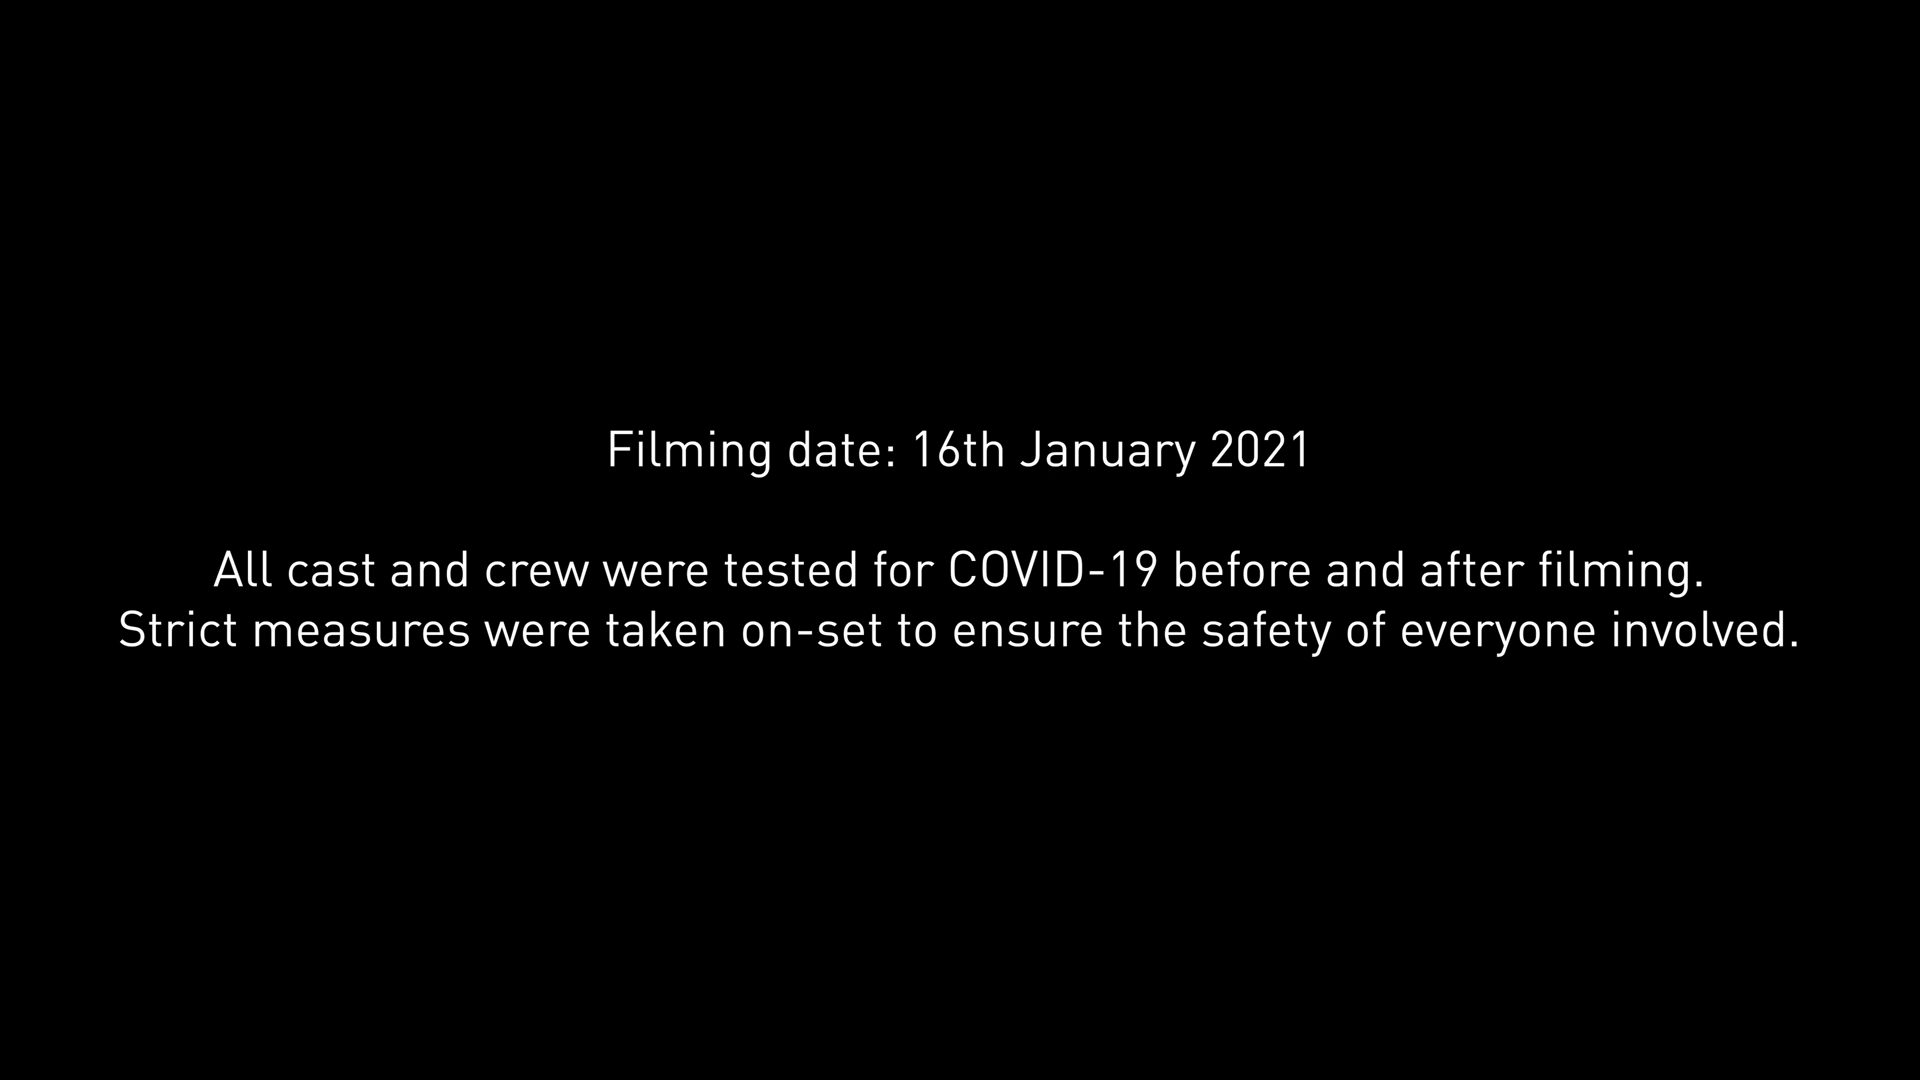 Filming date: 16th January 2021
All cast and crew were tested for COVID-19 before and after filming.
Strict measures were taken on-set to ensure the safety of everyone involved.